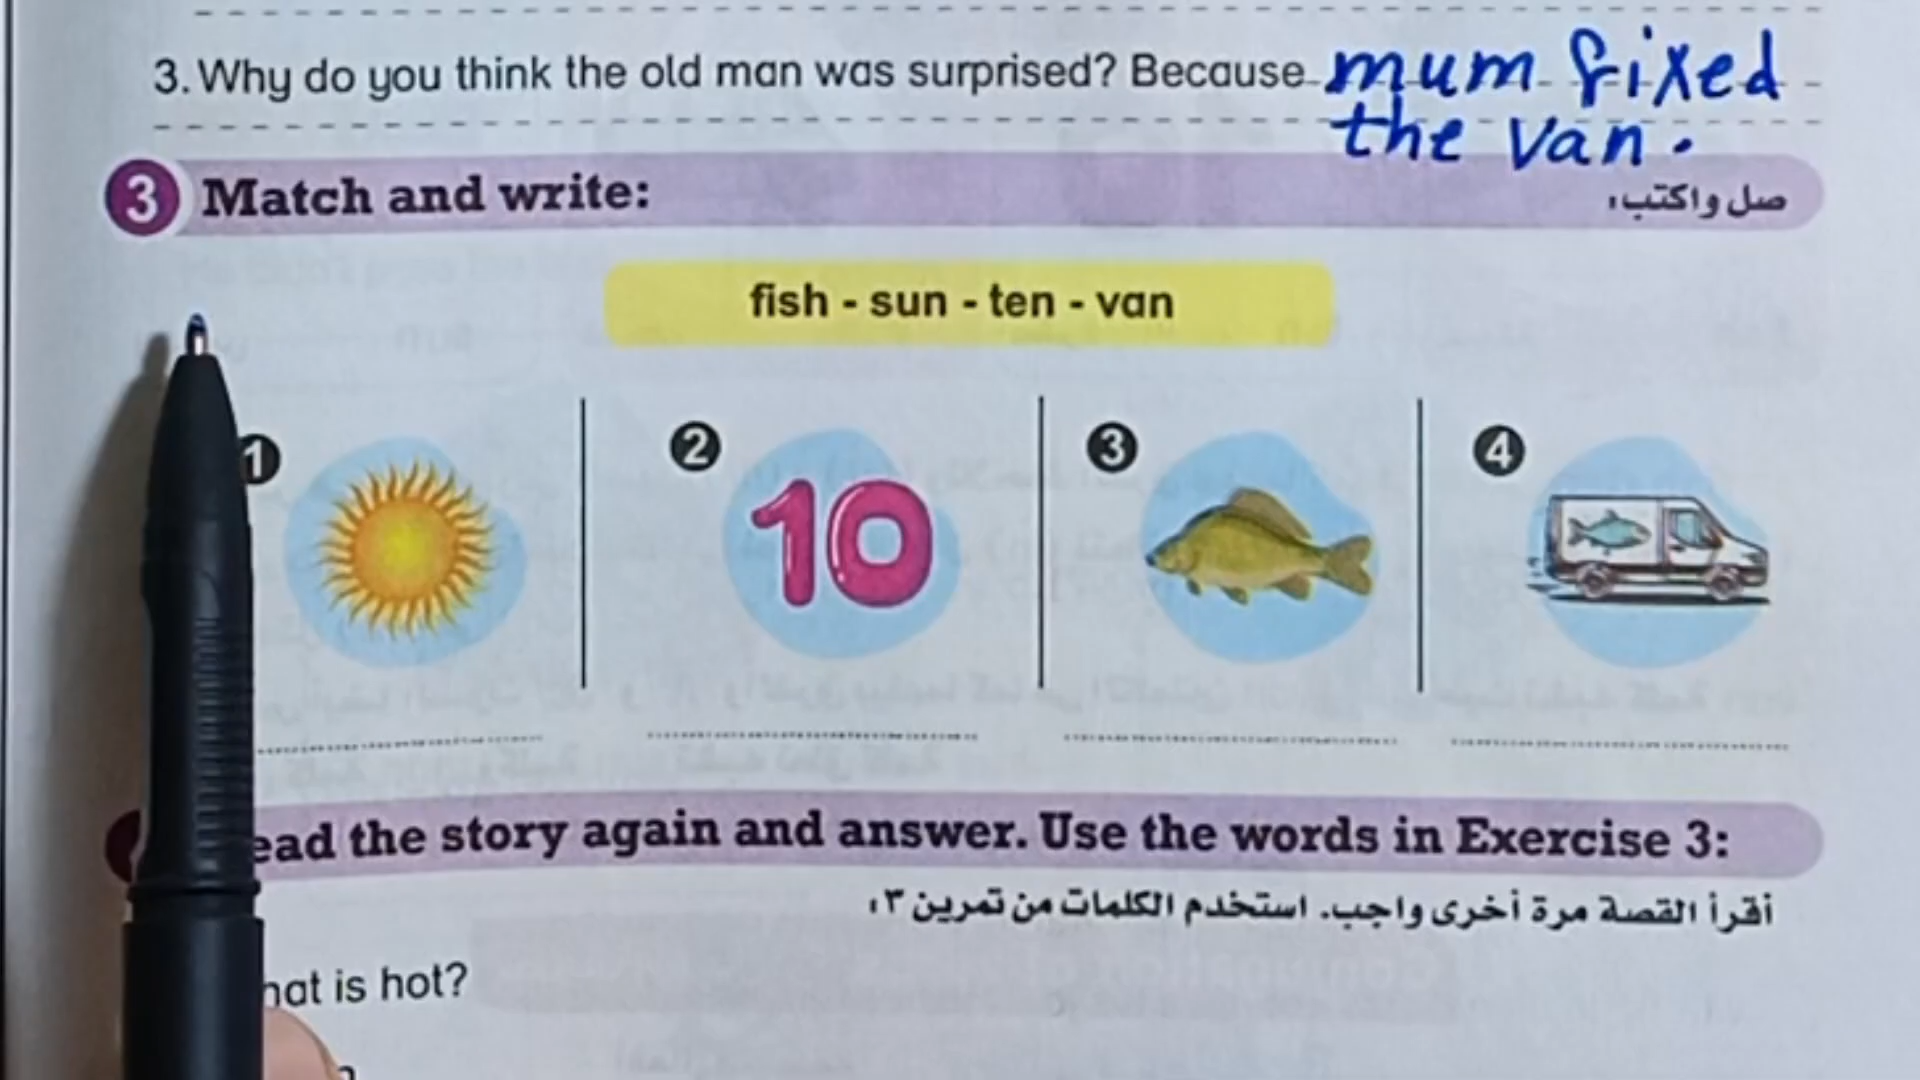 3. Why do you think the old man was surprised? Because mum fixed
the van.
3 Match and write:
صل واكتب:
fish - sun - ten - van
1
2
3
4
10
ead the story again and answer. Use the words in Exercise 3:
أقرأ القصة مرة أخرى واجب. استخدم الكلمات من تمرين ٣:
hat is hot?